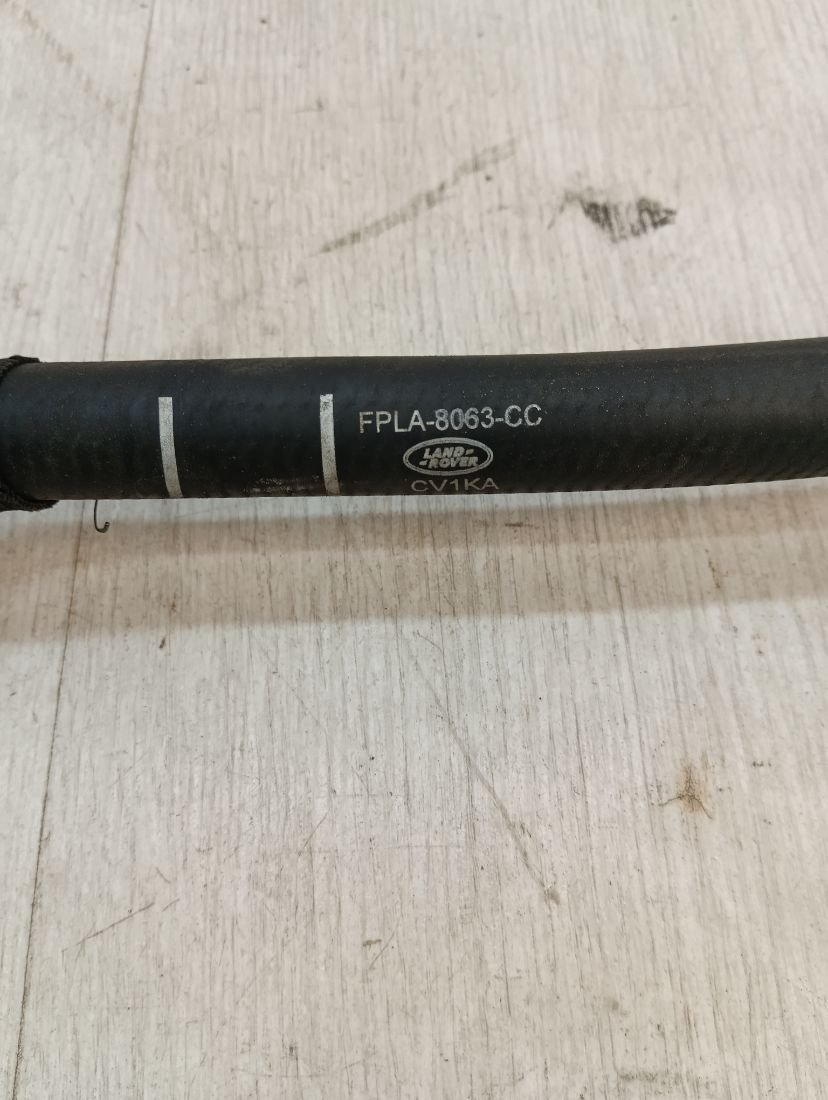 FPLA-8063-CC
LAND-
-ROVER
CV1KA